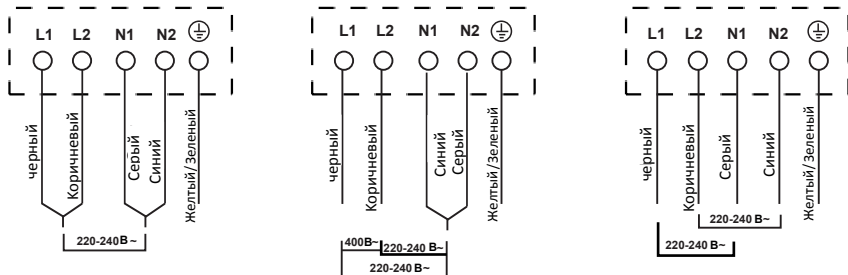 L1 L2 N1 N2
черный
Коричневый
Серый
Синий
Желтый/Зеленый
220-240 В ~
L1 L2 N1 N2
черный
Коричневый
Синий
Серый
Желтый/Зеленый
400В~ 220-240 В~
220-240 В ~
L1 L2 N1 N2
черный
Коричневый
Серый
Синий
Желтый/Зеленый
220-240 В ~
220-240 В ~